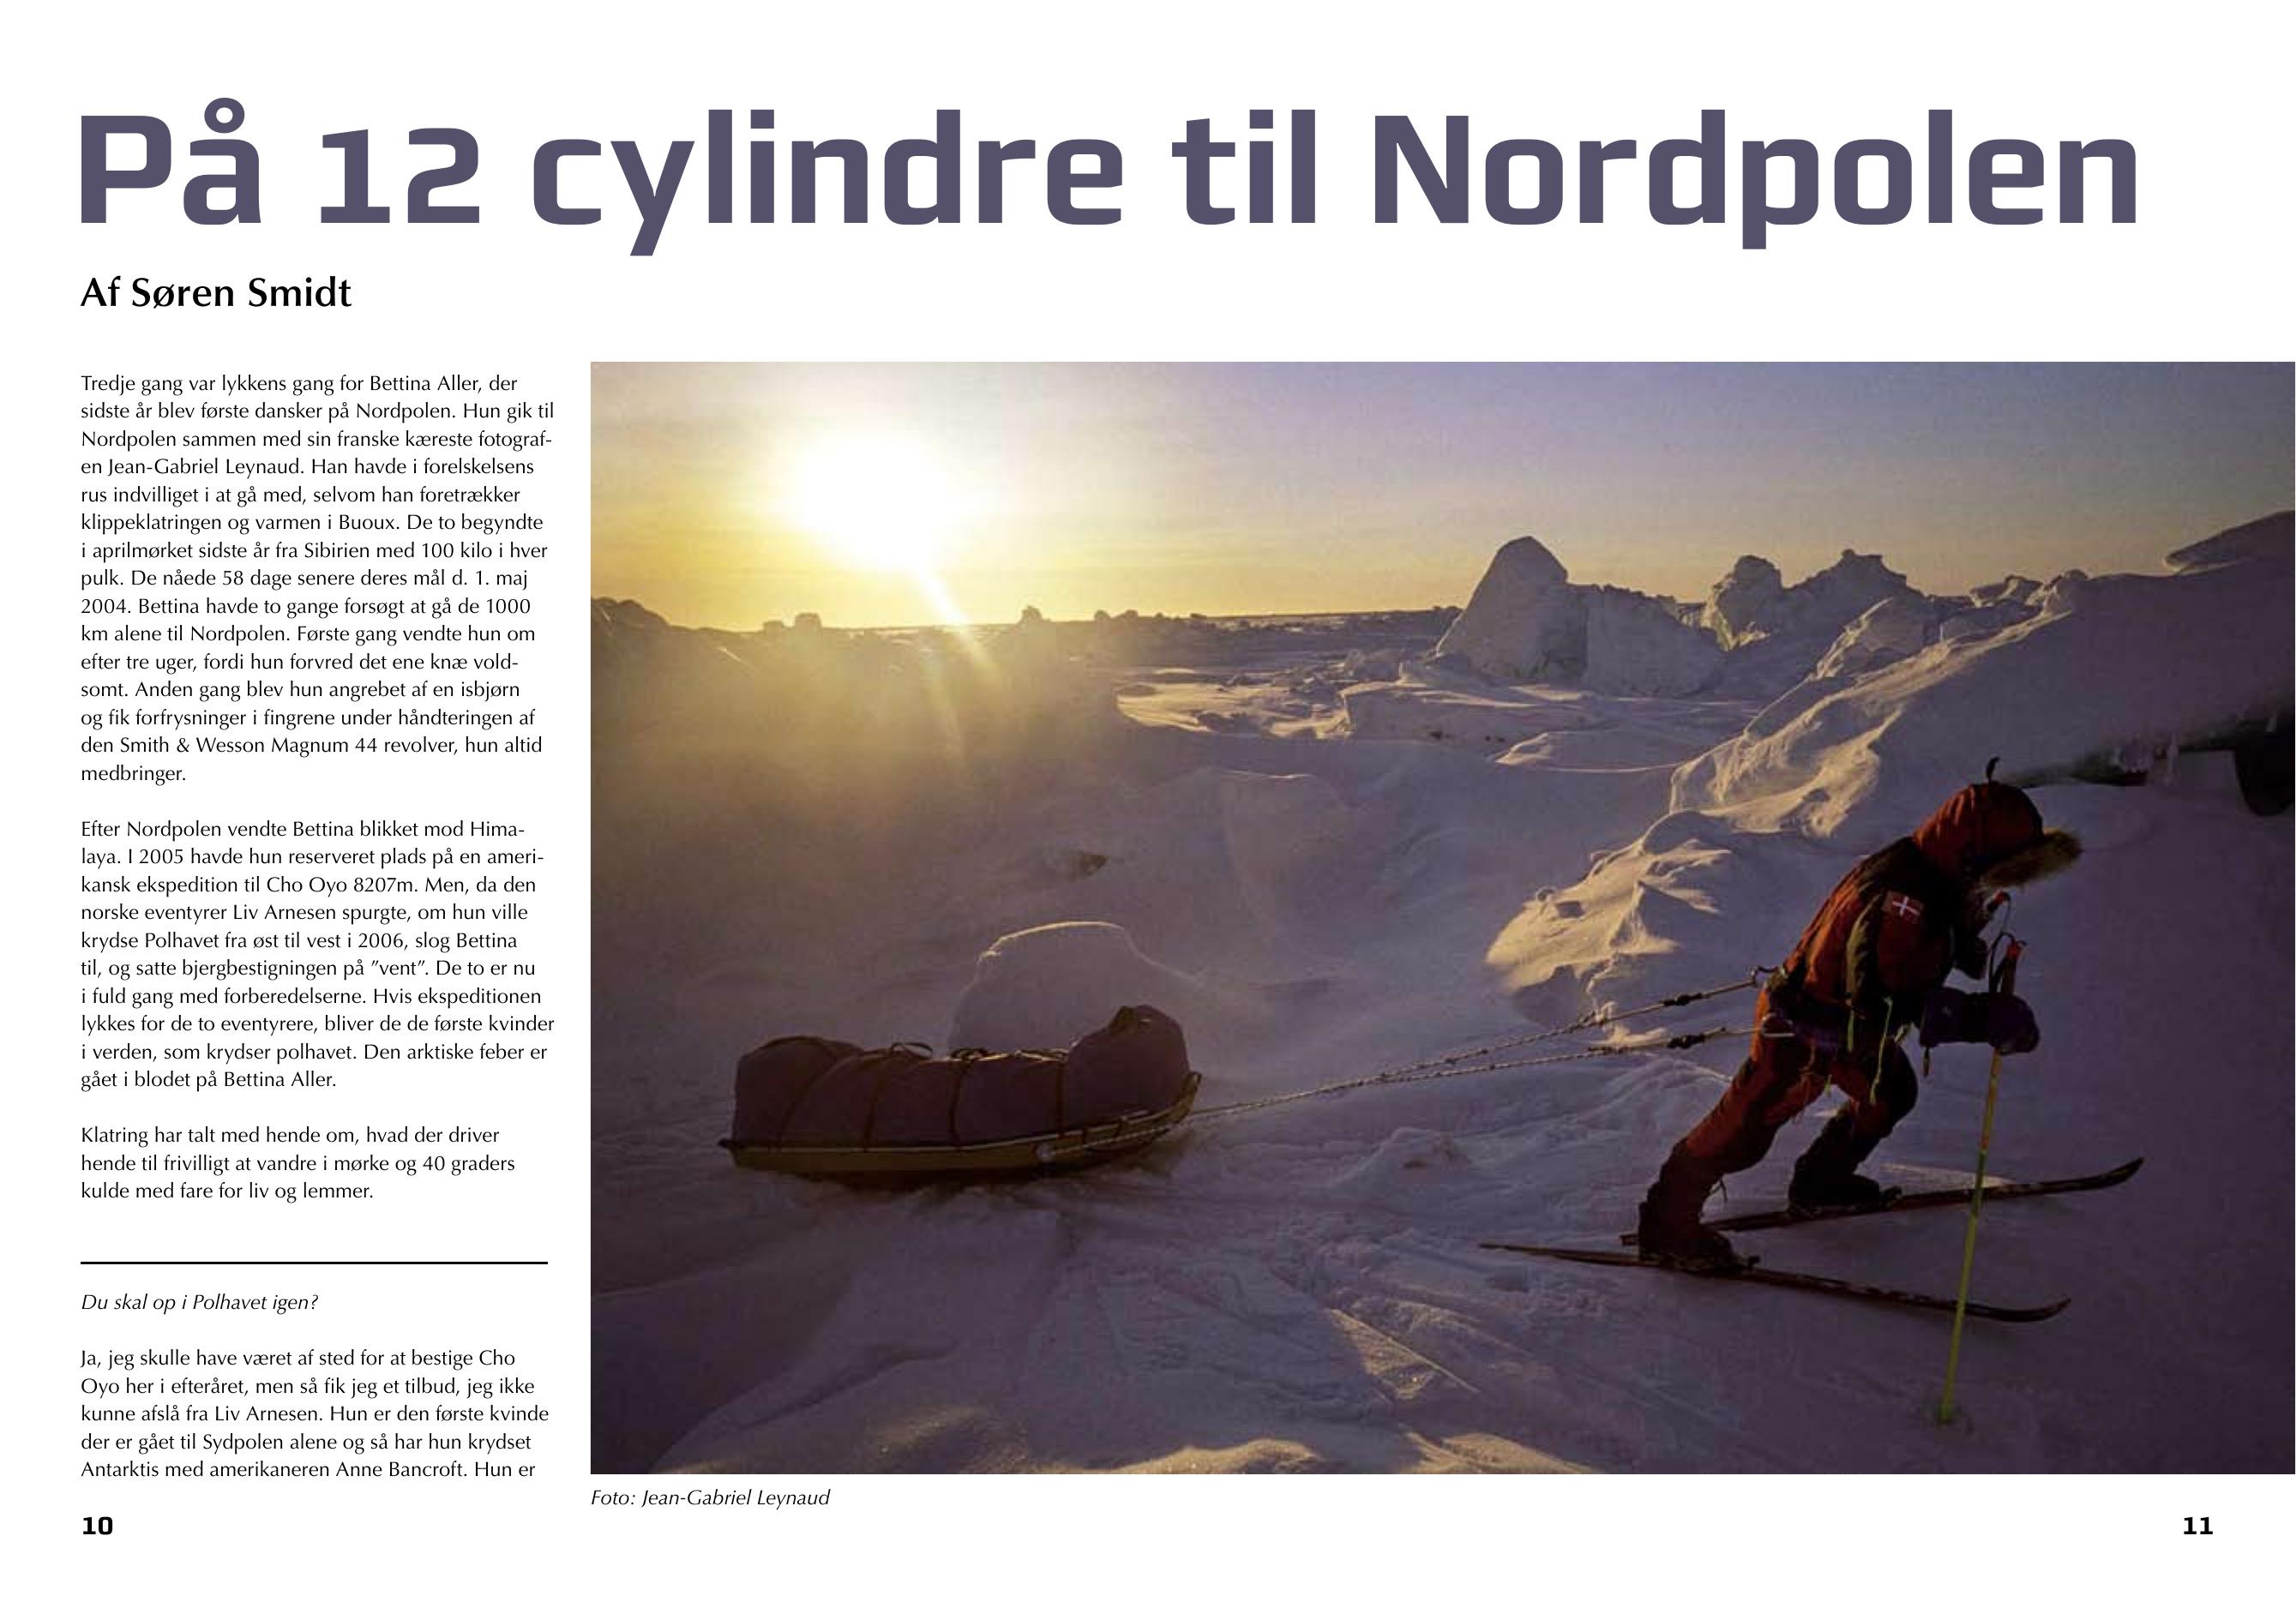 På 12 cylindre til Nordpolen
Af Søren Smidt
Tredje gang var lykkens gang for Bettina Aller, der
sidste år blev første dansker på Nordpolen. Hun gik til
Nordpolen sammen med sin franske kæreste fotograf-
en Jean-Gabriel Leynaud. Han havde i forelskelsens
rus indvilliget i at gå med, selvom han foretrækker
klippeklatringen og varmen i Buoux. De to begyndte
i aprilmørket sidste år fra Sibirien med 100 kilo i hver
pulk. De nåede 58 dage senere deres mål d. 1. maj
2004. Bettina havde to gange forsøgt at gå de 1000
km alene til Nordpolen. Første gang vendte hun om
efter tre uger, fordi hun forvred det ene knæ vold-
somt. Anden gang blev hun angrebet af en isbjørn
og fik forfrysninger i fingrene under håndteringen af
den Smith & Wesson Magnum 44 revolver, hun altid
medbringer.
Efter Nordpolen vendte Bettina blikket mod Hima-
laya. I 2005 havde hun reserveret plads på en ameri-
kansk ekspedition til Cho Oyo 8207m. Men, da den
norske eventyrer Liv Arnesen spurgte, om hun ville
krydse Polhavet fra øst til vest i 2006, slog Bettina
til, og satte bjergbestigningen på ”vent”. De to er nu
i fuld gang med forberedelserne. Hvis ekspeditionen
lykkes for de to eventyrere, bliver de de første kvinder
i verden, som krydser polhavet. Den arktiske feber er
gået i blodet på Bettina Aller.
Klatring har talt med hende om, hvad der driver
hende til frivilligt at vandre i mørke og 40 graders
kulde med fare for liv og lemmer.
Du skal op i Polhavet igen?
Ja, jeg skulle have været af sted for at bestige Cho
Oyo her i efteråret, men så fik jeg et tilbud, jeg ikke
kunne afslå fra Liv Arnesen. Hun er den første kvinde
der er gået til Sydpolen alene og så har hun krydset
Antarktis med amerikaneren Anne Bancroft. Hun er
Foto: Jean-Gabriel Leynaud
10
11